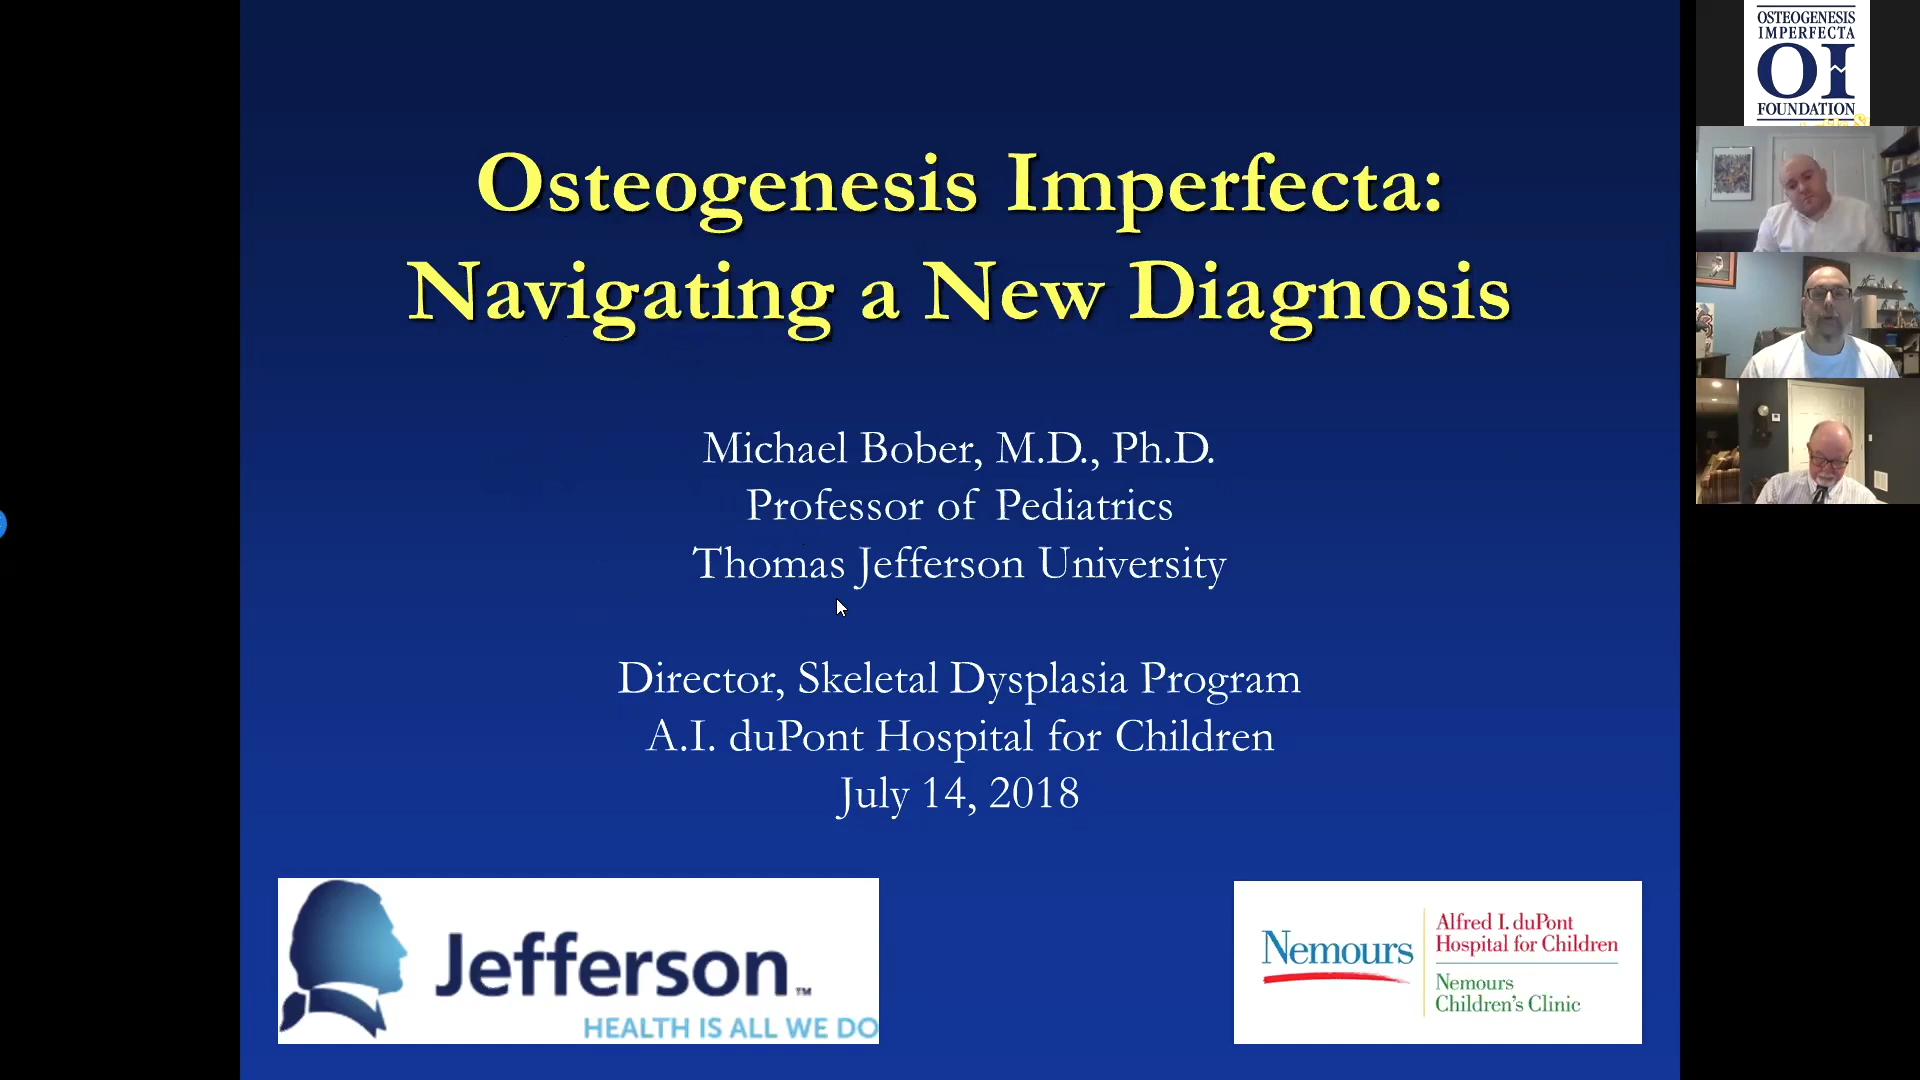 Osteogenesis Imperfecta:
Navigating a New Diagnosis
Michael Bober, M.D., Ph.D.
Professor of Pediatrics
Thomas Jefferson University
Director, Skeletal Dysplasia Program
A.I. duPont Hospital for Children
July 14, 2018
Jefferson™
HEALTH IS ALL WE DO
Nemours
Alfred I. duPont
Hospital for Children
Nemours
Children's Clinic
OSTEOGENESIS
IMPERFECTA
OI
FOUNDATION